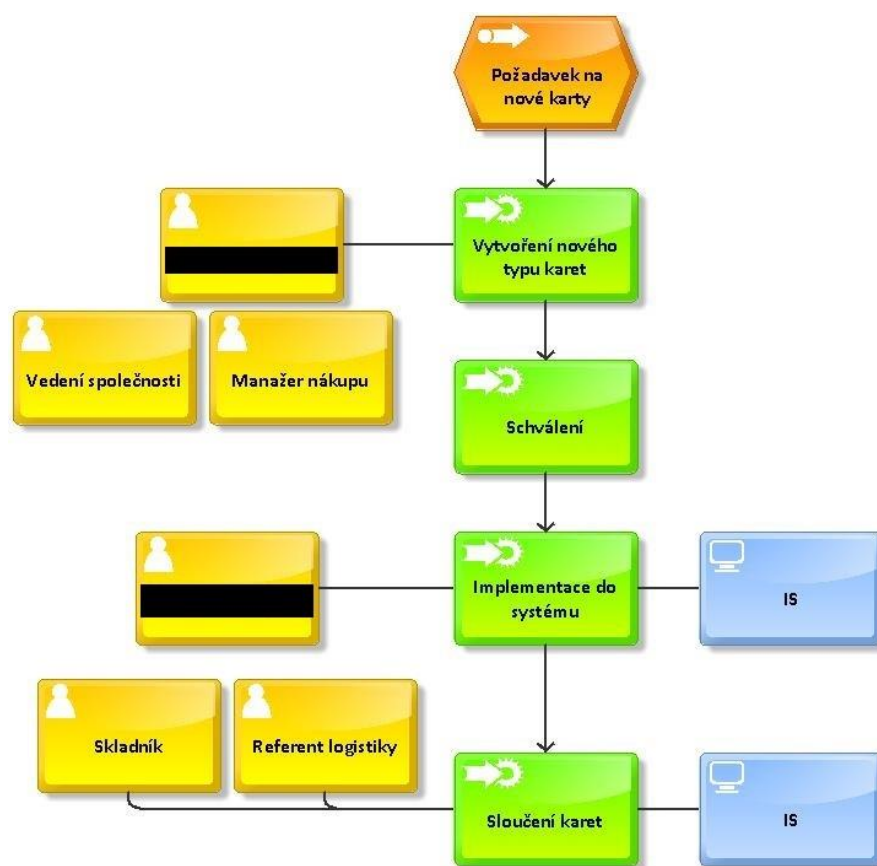 Požadavek na
nové karty
Vytvoření nového
typu karet
Vedení společnosti
Manažer nákupu
Schválení
Implementace do
systému
IS
Skladník
Referent logistiky
Sloučení karet
IS